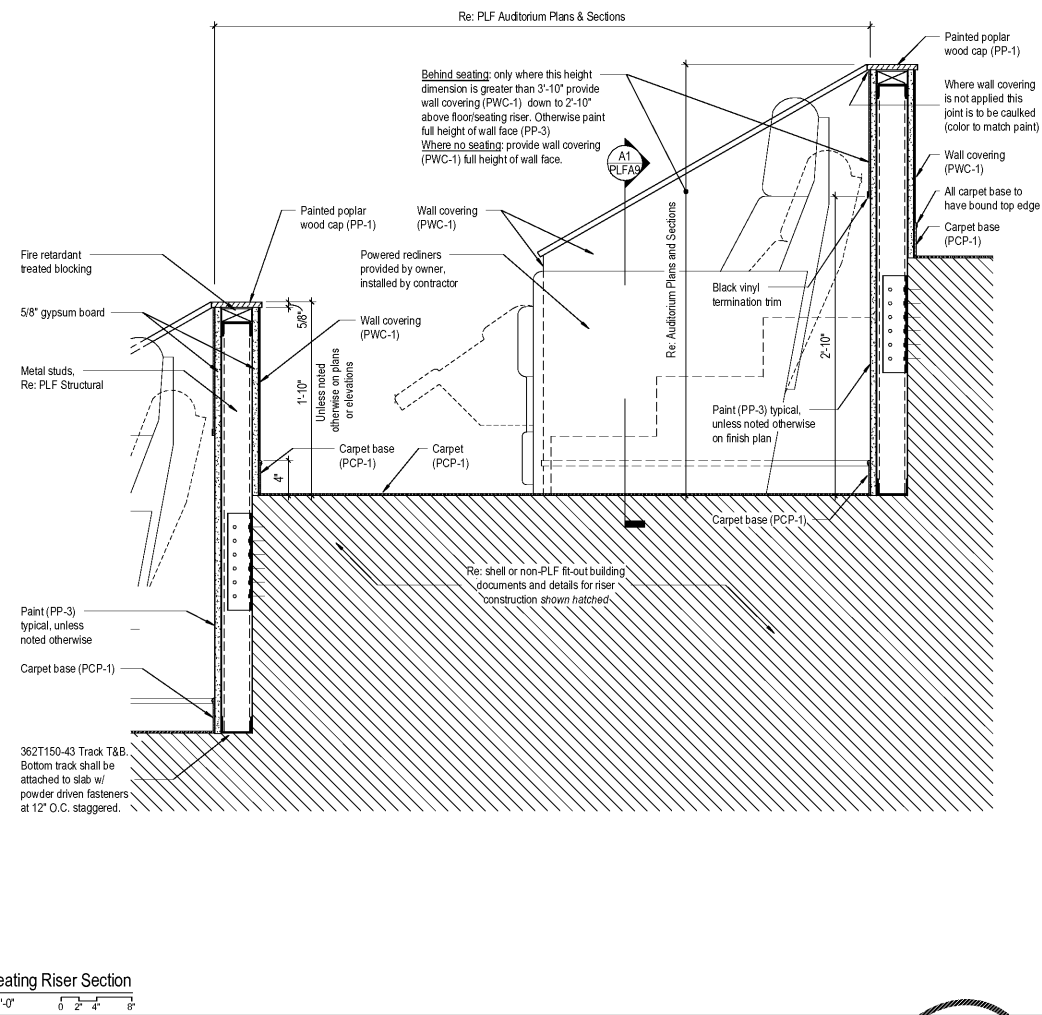 Re: PLF Auditorium Plans & Sections
Painted poplar
wood cap (PP-1)
Behind seating: only where this height
dimension is greater than 3'-10" provide
wall covering (PWC-1) down to 2'-10"
above floor/seating riser. Otherwise paint
full height of wall face (PP-3)
Where no seating: provide wall covering
(PWC-1) full height of wall face.
Where wall covering
is not applied this
joint is to be caulked
(color to match paint)
A1
PLFA9
Wall covering
(PWC-1)
All carpet base to
have bound top edge
Carpet base
(PCP-1)
Painted poplar
wood cap (PP-1)
Wall covering
(PWC-1)
Re: Auditorium Plans and Sections
Fire retardant
treated blocking
Powered recliners
provided by owner,
installed by contractor
Black vinyl
termination trim
5/8" gypsum board
5/8"
Wall covering
(PWC-1)
2'-10"
Metal studs,
Re: PLF Structural
1'-10"
Unless noted
otherwise on plans
or elevations
Paint (PP-3) typical,
unless noted otherwise
on finish plan
Carpet base
(PCP-1)
Carpet
(PCP-1)
4"
Carpet base (PCP-1)
Re: shell or non-PLF fit-out building
documents and details for riser
construction shown hatched
Paint (PP-3)
typical, unless
noted otherwise
Carpet base (PCP-1)
362T150-43 Track T&B.
Bottom track shall be
attached to slab w/
powder driven fasteners
at 12" O.C. staggered.
eating Riser Section
'-0"
0 2" 4" 8"